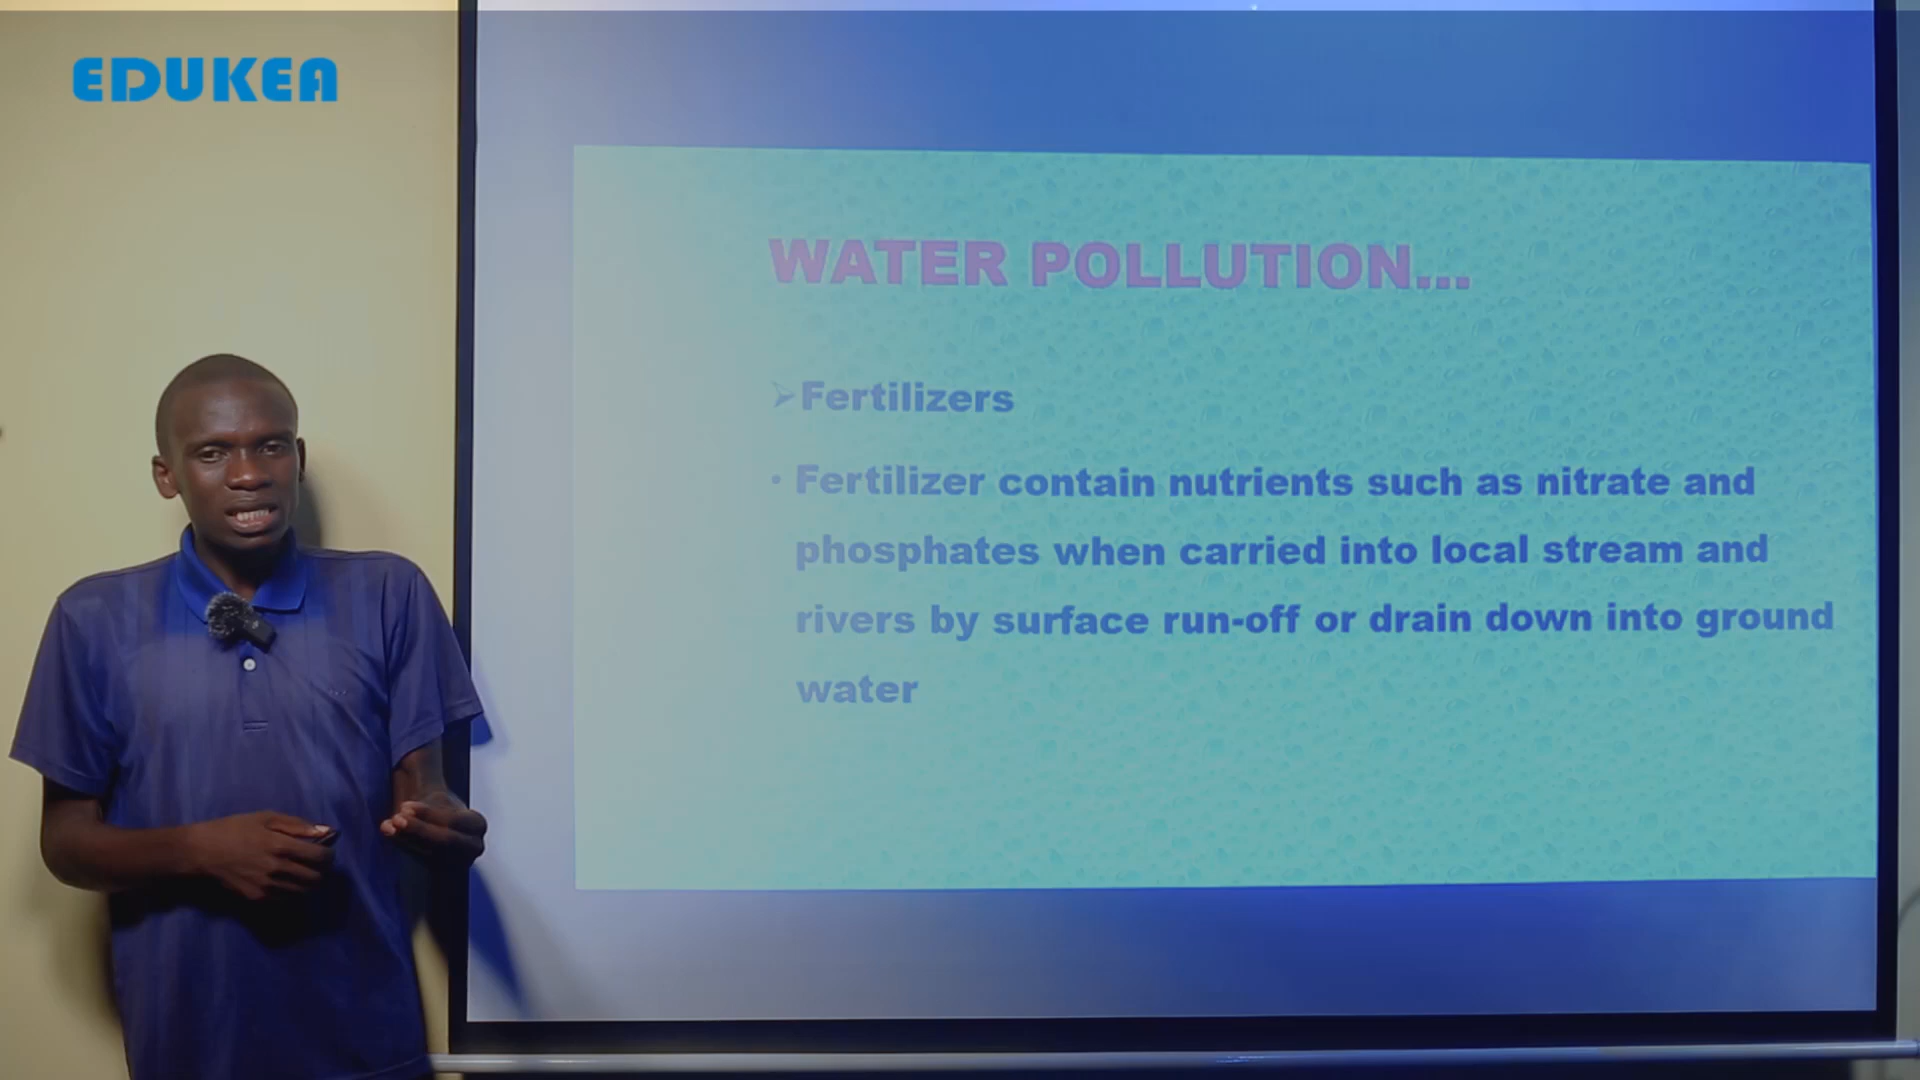 EDUKEA
WATER POLLUTION...
➢Fertilizers
• Fertilizer contain nutrients such as nitrate and
phosphates when carried into local stream and
rivers by surface run-off or drain down into ground
water